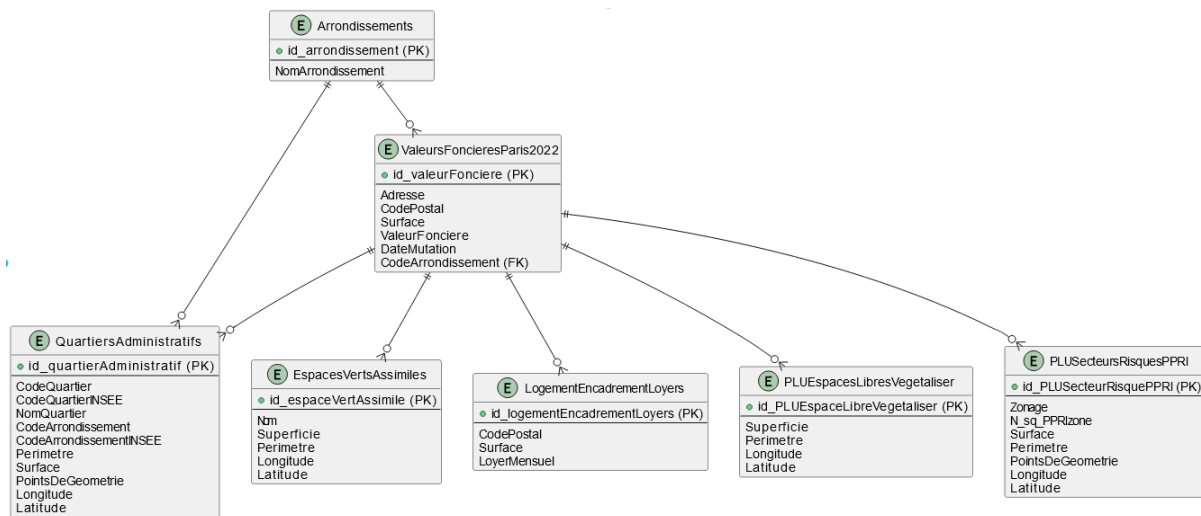 E Arrondissements
id_arrondissement (PK)
NomArrondissement
E ValeursFoncieresParis2022
id_valeurFonciere (PK)
Adresse
CodePostal
Surface
ValeurFonciere
DateMutation
CodeArrondissement (FK)
E QuartiersAdministratifs
id_quartierAdministratif (PK)
CodeQuartier
CodeQuartierINSEE
NomQuartier
CodeArrondissement
CodeArrondissementINSEE
Perimetre
Surface
PointsDeGeometrie
Longitude
Latitude
E EspacesVertsAssimiles
id_espaceVertAssimile (PK)
Nom
Superficie
Perimetre
Longitude
Latitude
E LogementEncadrementLoyers
id_logementEncadrementLoyers (PK)
CodePostal
Surface
LoyerMensuel
E PLUEspacesLibresVegetaliser
id_PLUEspaceLibreVegetaliser (PK)
Superficie
Perimetre
Longitude
Latitude
E PLUSecteursRisquesPPRI
id_PLUSecteurRisquePPRI (PK)
Zonage
N_sq_PPRIzone
Surface
Perimetre
PointsDeGeometrie
Longitude
Latitude